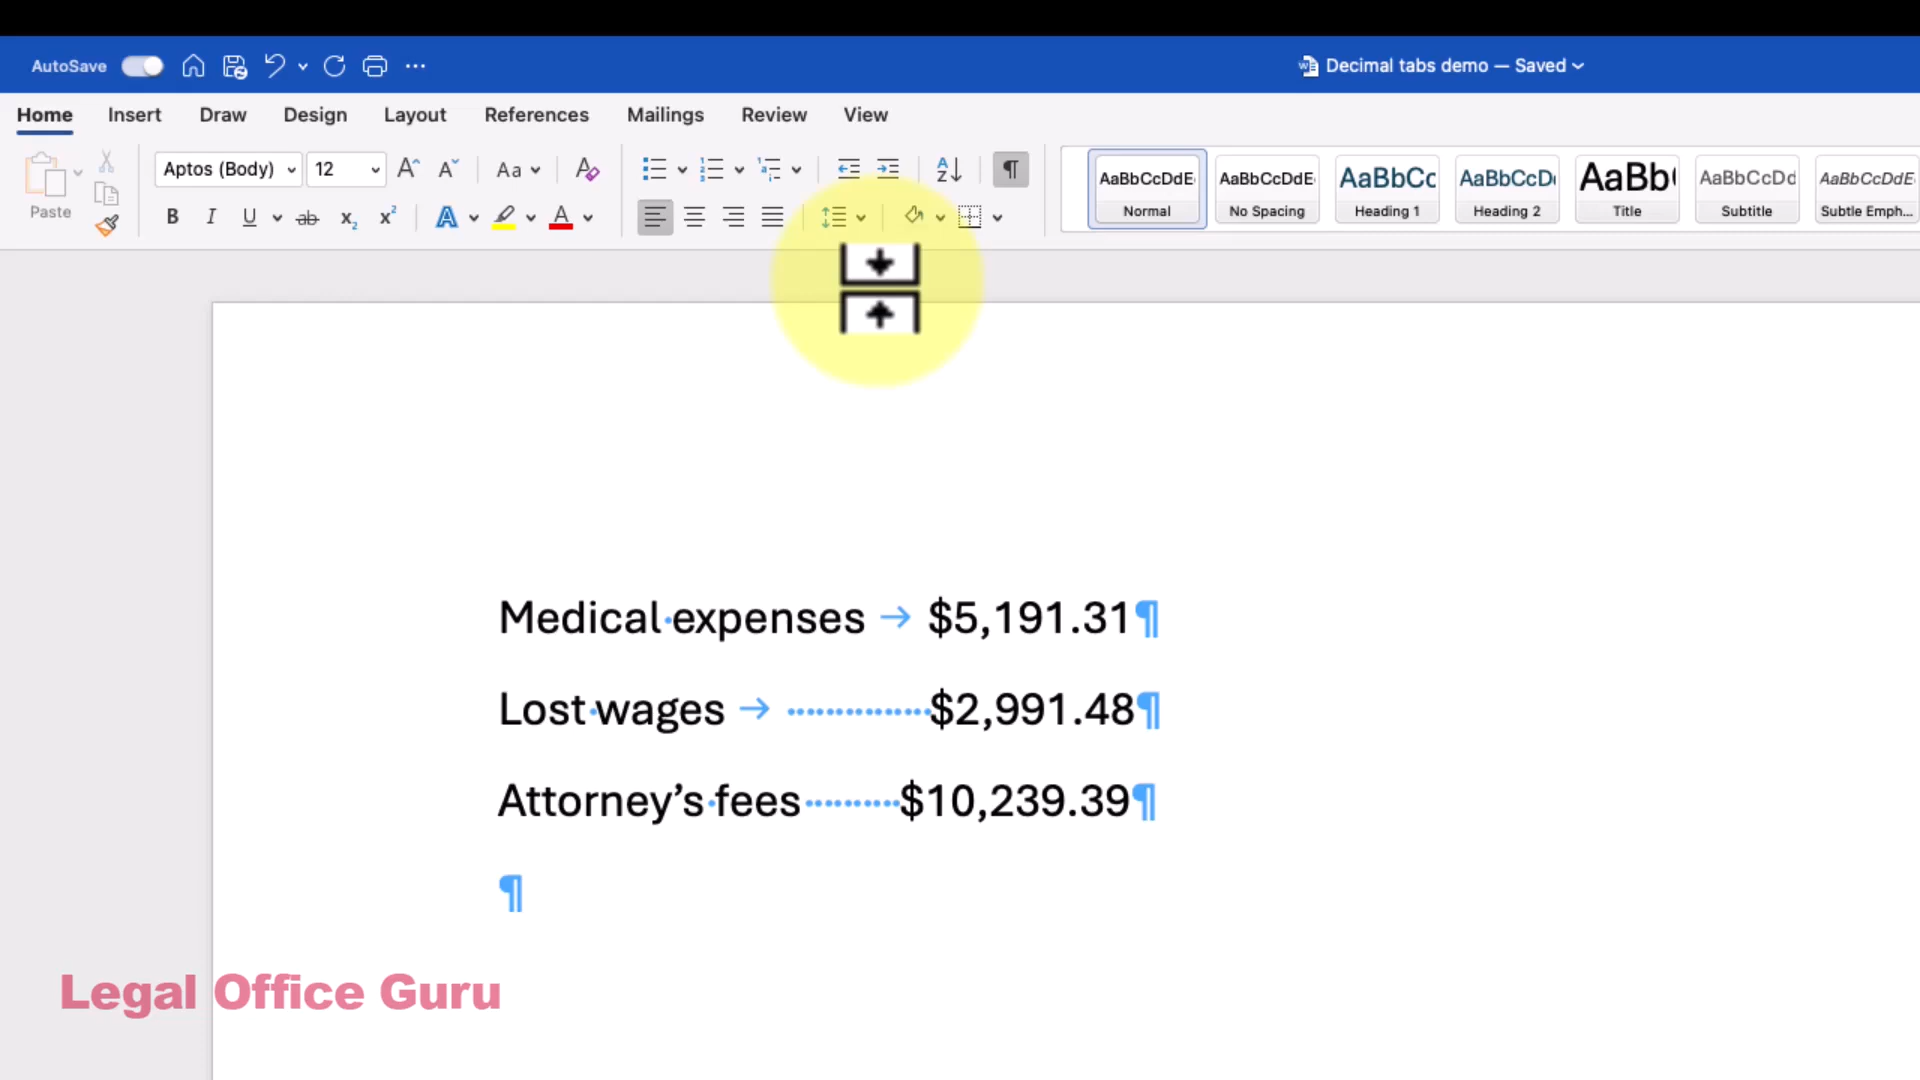 AutoSave
Decimal tabs demo — Saved
Home Insert Draw Design Layout References Mailings Review View
Paste
Aptos (Body) 12
AaBbCcDdE Normal
AaBbCcDdE No Spacing
AaBbCc Heading 1
AaBbCcD Heading 2
AaBb Title
AaBbCcDd Subtitle
AaBbCcDdE Subtle Emph...
Medical expenses → $5,191.31¶
Lost wages → ···············$2,991.48¶
Attorney’s fees··········$10,239.39¶
¶
Legal Office Guru